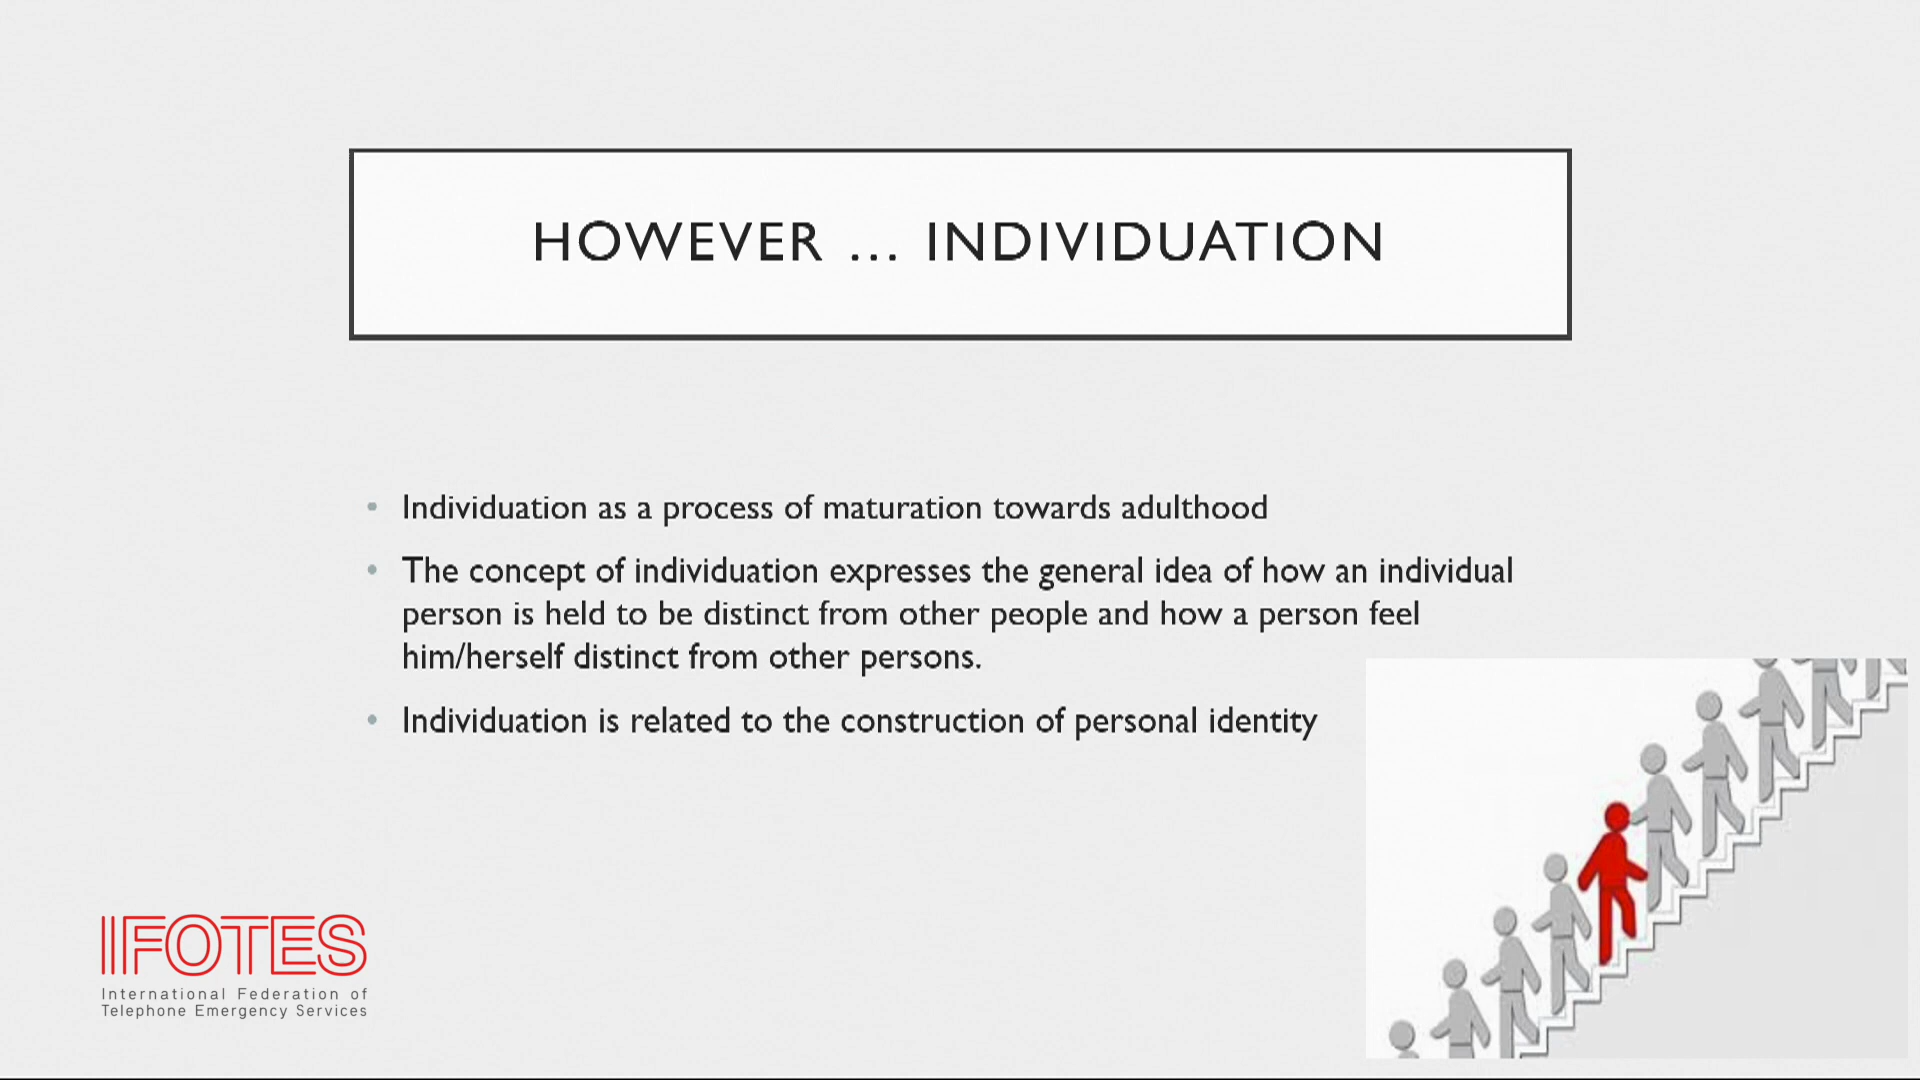 HOWEVER ... INDIVIDUATION
• Individuation as a process of maturation towards adulthood
• The concept of individuation expresses the general idea of how an individual
person is held to be distinct from other people and how a person feel
him/herself distinct from other persons.
• Individuation is related to the construction of personal identity
IFOTES
International Federation of
Telephone Emergency Services